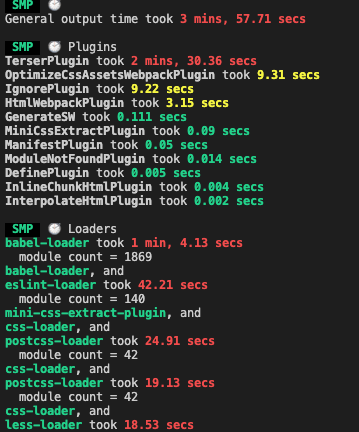 SMP ⏱
General output time took 3 mins, 57.71 secs
SMP ⏱ Plugins
TerserPlugin took 2 mins, 30.36 secs
OptimizeCssAssetsWebpackPlugin took 9.31 secs
IgnorePlugin took 9.22 secs
HtmlWebpackPlugin took 3.15 secs
GenerateSW took 0.111 secs
MiniCssExtractPlugin took 0.09 secs
ManifestPlugin took 0.05 secs
ModuleNotFoundPlugin took 0.014 secs
DefinePlugin took 0.005 secs
InlineChunkHtmlPlugin took 0.004 secs
InterpolateHtmlPlugin took 0.002 secs
SMP ⏱ Loaders
babel-loader took 1 min, 4.13 secs
module count = 1869
babel-loader, and
eslint-loader took 42.21 secs
module count = 140
mini-css-extract-plugin, and
css-loader, and
postcss-loader took 24.91 secs
module count = 42
css-loader, and
postcss-loader took 19.13 secs
module count = 42
css-loader, and
less-loader took 18.53 secs